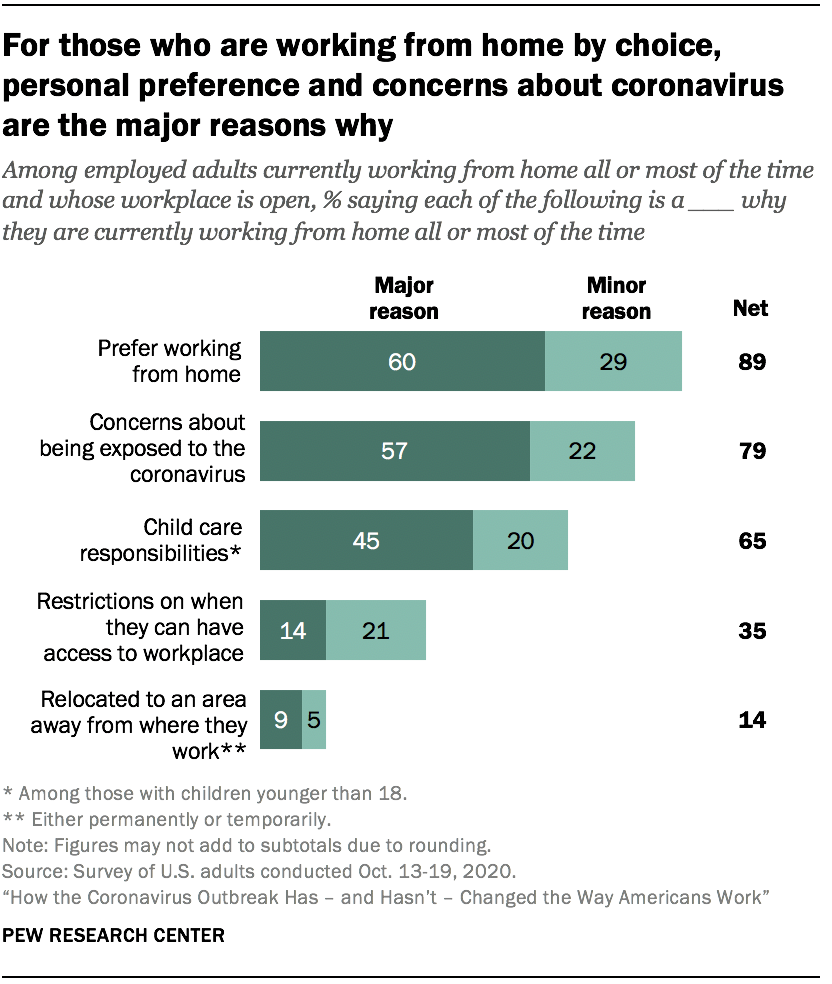 For those who are working from home by choice,
personal preference and concerns about coronavirus
are the major reasons why
Among employed adults currently working from home all or most of the time
and whose workplace is open, % saying each of the following is a ___ why
they are currently working from home all or most of the time
Major
reason
Minor
reason
Net
Prefer working
from home
60
29
89
Concerns about
being exposed to the
coronavirus
57
22
79
Child care
responsibilities*
45
20
65
Restrictions on when
they can have
access to workplace
14
21
35
Relocated to an area
away from where they
work**
9
5
14
* Among those with children younger than 18.
** Either permanently or temporarily.
Note: Figures may not add to subtotals due to rounding.
Source: Survey of U.S. adults conducted Oct. 13-19, 2020.
“How the Coronavirus Outbreak Has – and Hasn’t – Changed the Way Americans Work”
PEW RESEARCH CENTER